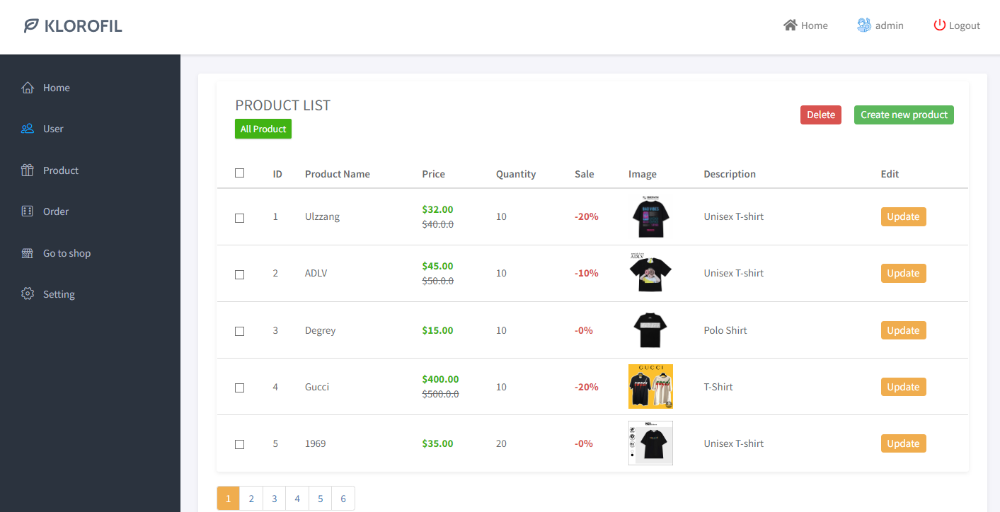 KLOROFIL
Home admin Logout
Home
User
Product
Order
Go to shop
Setting
PRODUCT LIST
All Product
Delete Create new product
ID Product Name Price Quantity Sale Image Description Edit
1 Ulzzang $32.00 $40.0.0 10 -20% Unisex T-shirt Update
2 ADLV $45.00 $50.0.0 10 -10% ADLV Unisex T-shirt Update
3 Degrey $15.00 10 -0% Polo Shirt Update
4 Gucci $400.00 $500.0.0 10 -20% GUCCI T-Shirt Update
5 1969 $35.00 20 -0% Unisex T-shirt Update
1 2 3 4 5 6